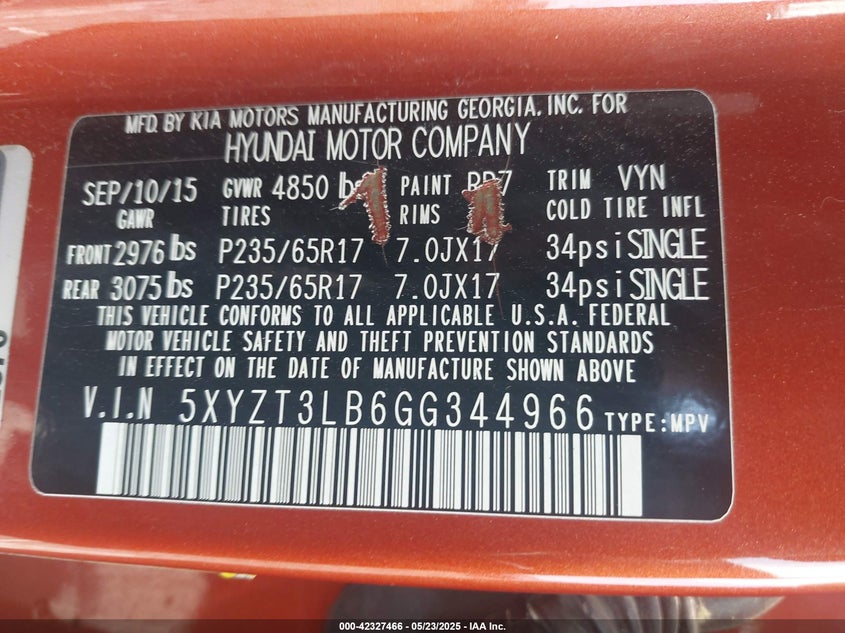 MFD. BY KIA MOTORS MANUFACTURING GEORGIA, INC. FOR
HYUNDAI MOTOR COMPANY
SEP/10/15 GVWR 4850 lbs PAINT RR7 TRIM VYN
GAWR TIRES RIMS COLD TIRE INFL
FRONT 2976 lbs P235/65R17 7.0JX17 34psi SINGLE
REAR 3075 lbs P235/65R17 7.0JX17 34psi SINGLE
THIS VEHICLE CONFORMS TO ALL APPLICABLE U.S.A. FEDERAL
MOTOR VEHICLE SAFETY AND THEFT PREVENTION STANDARDS
IN EFFECT ON THE DATE OF MANUFACTURE SHOWN ABOVE
V.I.N 5XYZT3LB6GG344966 TYPE:MPV
000-42327466 - 05/23/2025 - IAA Inc.